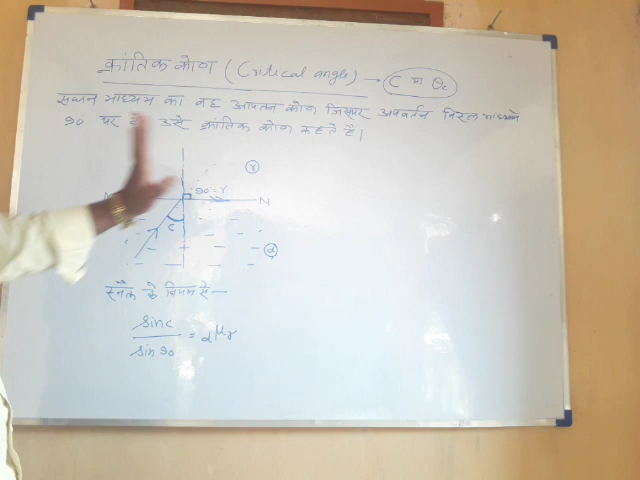 क्रांतिक कोण (Critical angle) → C या θc
सघन माध्यम का वह आपतन कोण जिसपर अपवर्तन विरल माध्यम
90° पर हो उसे क्रांतिक कोण कहते है।
r
90° = r
N
C
d
स्नैल के नियम से —
sin c / sin 90 = dμr